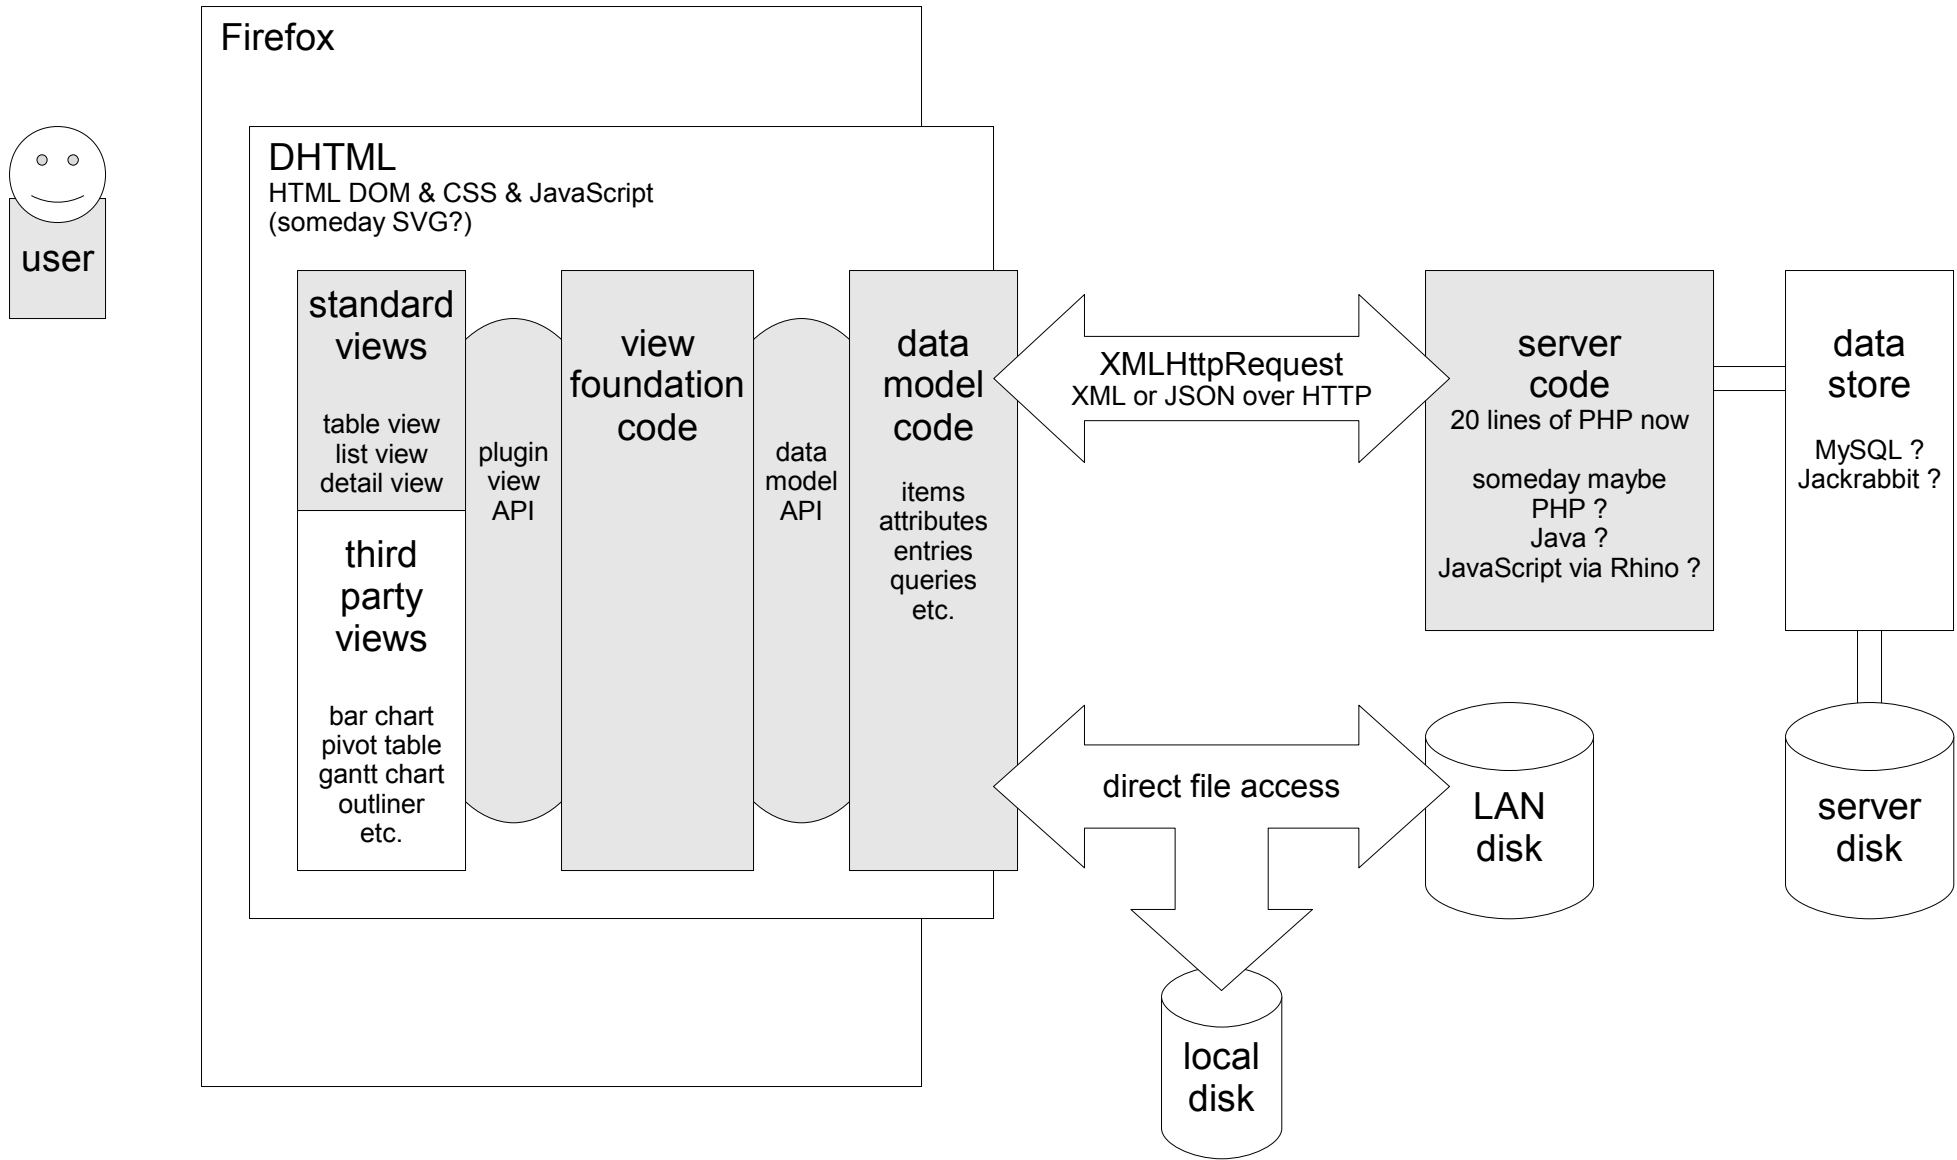 Firefox
DHTML
HTML DOM & CSS & JavaScript
(someday SVG?)
user
standard
views
table view
list view
detail view
third
party
views
bar chart
pivot table
gantt chart
outliner
etc.
plugin
view
API
view
foundation
code
data
model
API
data
model
code
items
attributes
entries
queries
etc.
XMLHttpRequest
XML or JSON over HTTP
server
code
20 lines of PHP now
someday maybe
PHP ?
Java ?
JavaScript via Rhino ?
data
store
MySQL ?
Jackrabbit ?
direct file access
LAN
disk
server
disk
local
disk